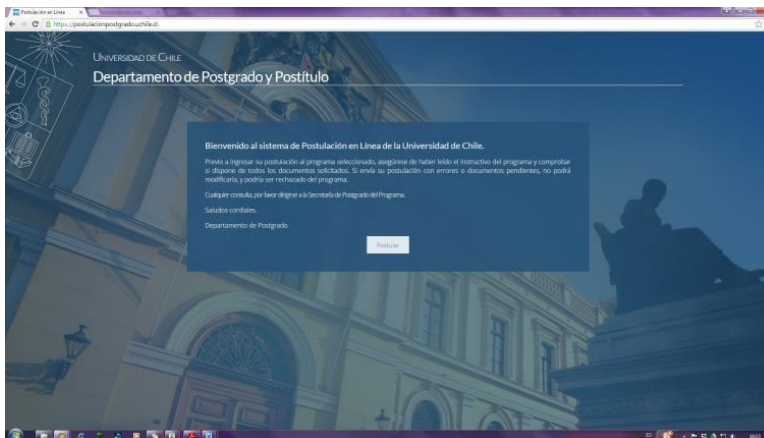 Postulación en Línea
https://postulacionpostgrado.uchile.cl
UNIVERSIDAD DE CHILE
Departamento de Postgrado y Postítulo
Bienvenido al sistema de Postulación en Línea de la Universidad de Chile.
Previo a ingresar su postulación al programa seleccionado, asegúrese de haber leído el instructivo del programa y comprobar
si dispone de todos los documentos solicitados. Si envía su postulación con errores o documentos pendientes, no podrá
modificarla, y podría ser rechazado del programa.
Cualquier consulta, por favor dirigirse a la Secretaría de Postgrado del Programa.
Saludos cordiales,
Departamento de Postgrado
Postular